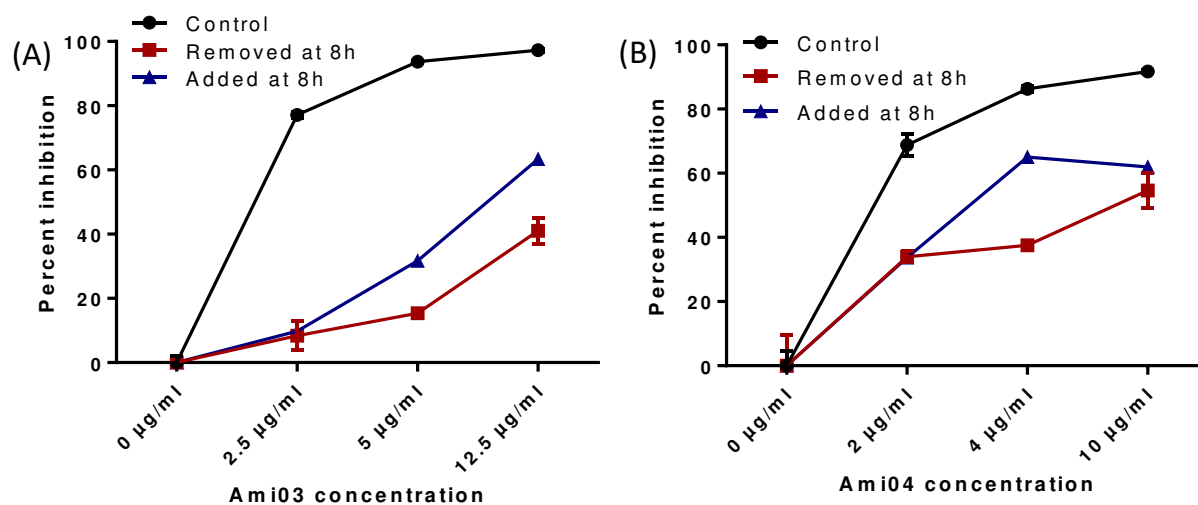 (A)
Control
Removed at 8h
Added at 8h
Percent inhibition
100
80
60
40
20
0
0 µg/ml
2.5 µg/ml
5 µg/ml
12.5 µg/ml
Ami03 concentration
(B)
Control
Removed at 8h
Added at 8h
Percent inhibition
100
80
60
40
20
0
0 µg/ml
2 µg/ml
4 µg/ml
10 µg/ml
Ami04 concentration